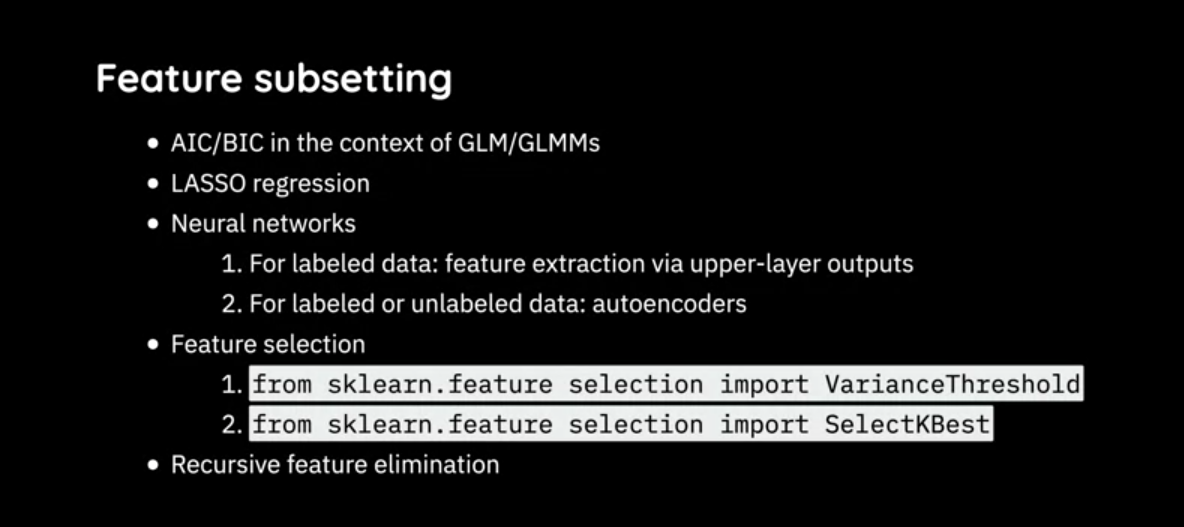 Feature subsetting
• AIC/BIC in the context of GLM/GLMMs
• LASSO regression
• Neural networks
1. For labeled data: feature extraction via upper-layer outputs
2. For labeled or unlabeled data: autoencoders
• Feature selection
1. from sklearn.feature selection import VarianceThreshold
2. from sklearn.feature selection import SelectKBest
• Recursive feature elimination